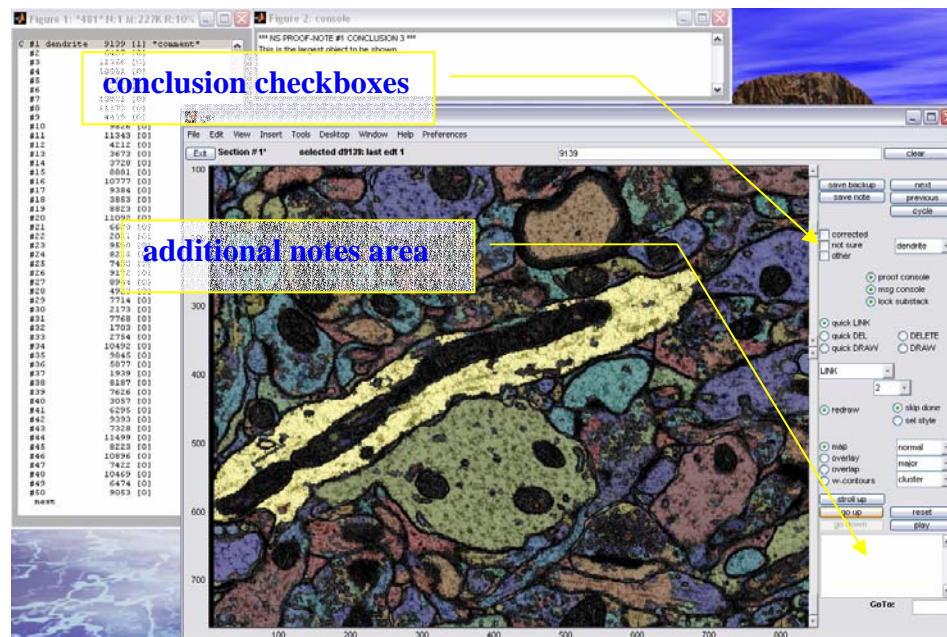 Figure 1: "481" N:1 M:227K R:10%
Figure 2: console
C #1 dendrite 9139 [1] "comment"
*** NS PROOF-NOTE #1 CONCLUSION 3 ***
This is the largest object to be shown
#2
#3
#4
#5
#6
#7
#8
#9
conclusion checkboxes
#10 9826 [0]
#11 11343 [0]
#12 4212 [0]
#13 3673 [0]
#14 3728 [0]
#15 8881 [0]
#16 10777 [0]
#17 9384 [0]
#18 3853 [0]
#19 8823 [0]
#20 11092 [0]
#21
#22
#23
#24
#25
#26
#27
#28
additional notes area
#29 7714 [0]
#30 2173 [0]
#31 7768 [0]
#32 1703 [0]
#33 2754 [0]
#34 10492 [0]
#35 9845 [0]
#36 5877 [0]
#37 1939 [0]
#38 8187 [0]
#39 7626 [0]
#40 3057 [0]
#41 6295 [0]
#42 9393 [0]
#43 7328 [0]
#44 11499 [0]
#45 8223 [0]
#46 10896 [0]
#47 7422 [0]
#48 10469 [0]
#49 6474 [0]
#50 9053 [0]
next
File Edit View Insert Tools Desktop Window Help Preferences
Exit Section #1* selected d9139: last edt 1 9139 clear
100
300
400
500
600
700
100 200 300 400 500 600 700 800
save backup next
save note previous
cycle
corrected
not sure dendrite
other
proof console
msg console
lock substack
quick LINK
quick DEL DELETE
quick DRAW DRAW
LINK
2
redraw skip done
sel style
map normal
overlay major
overlap
w-contours cluster
stroll up
go up reset
go down play
GoTo: